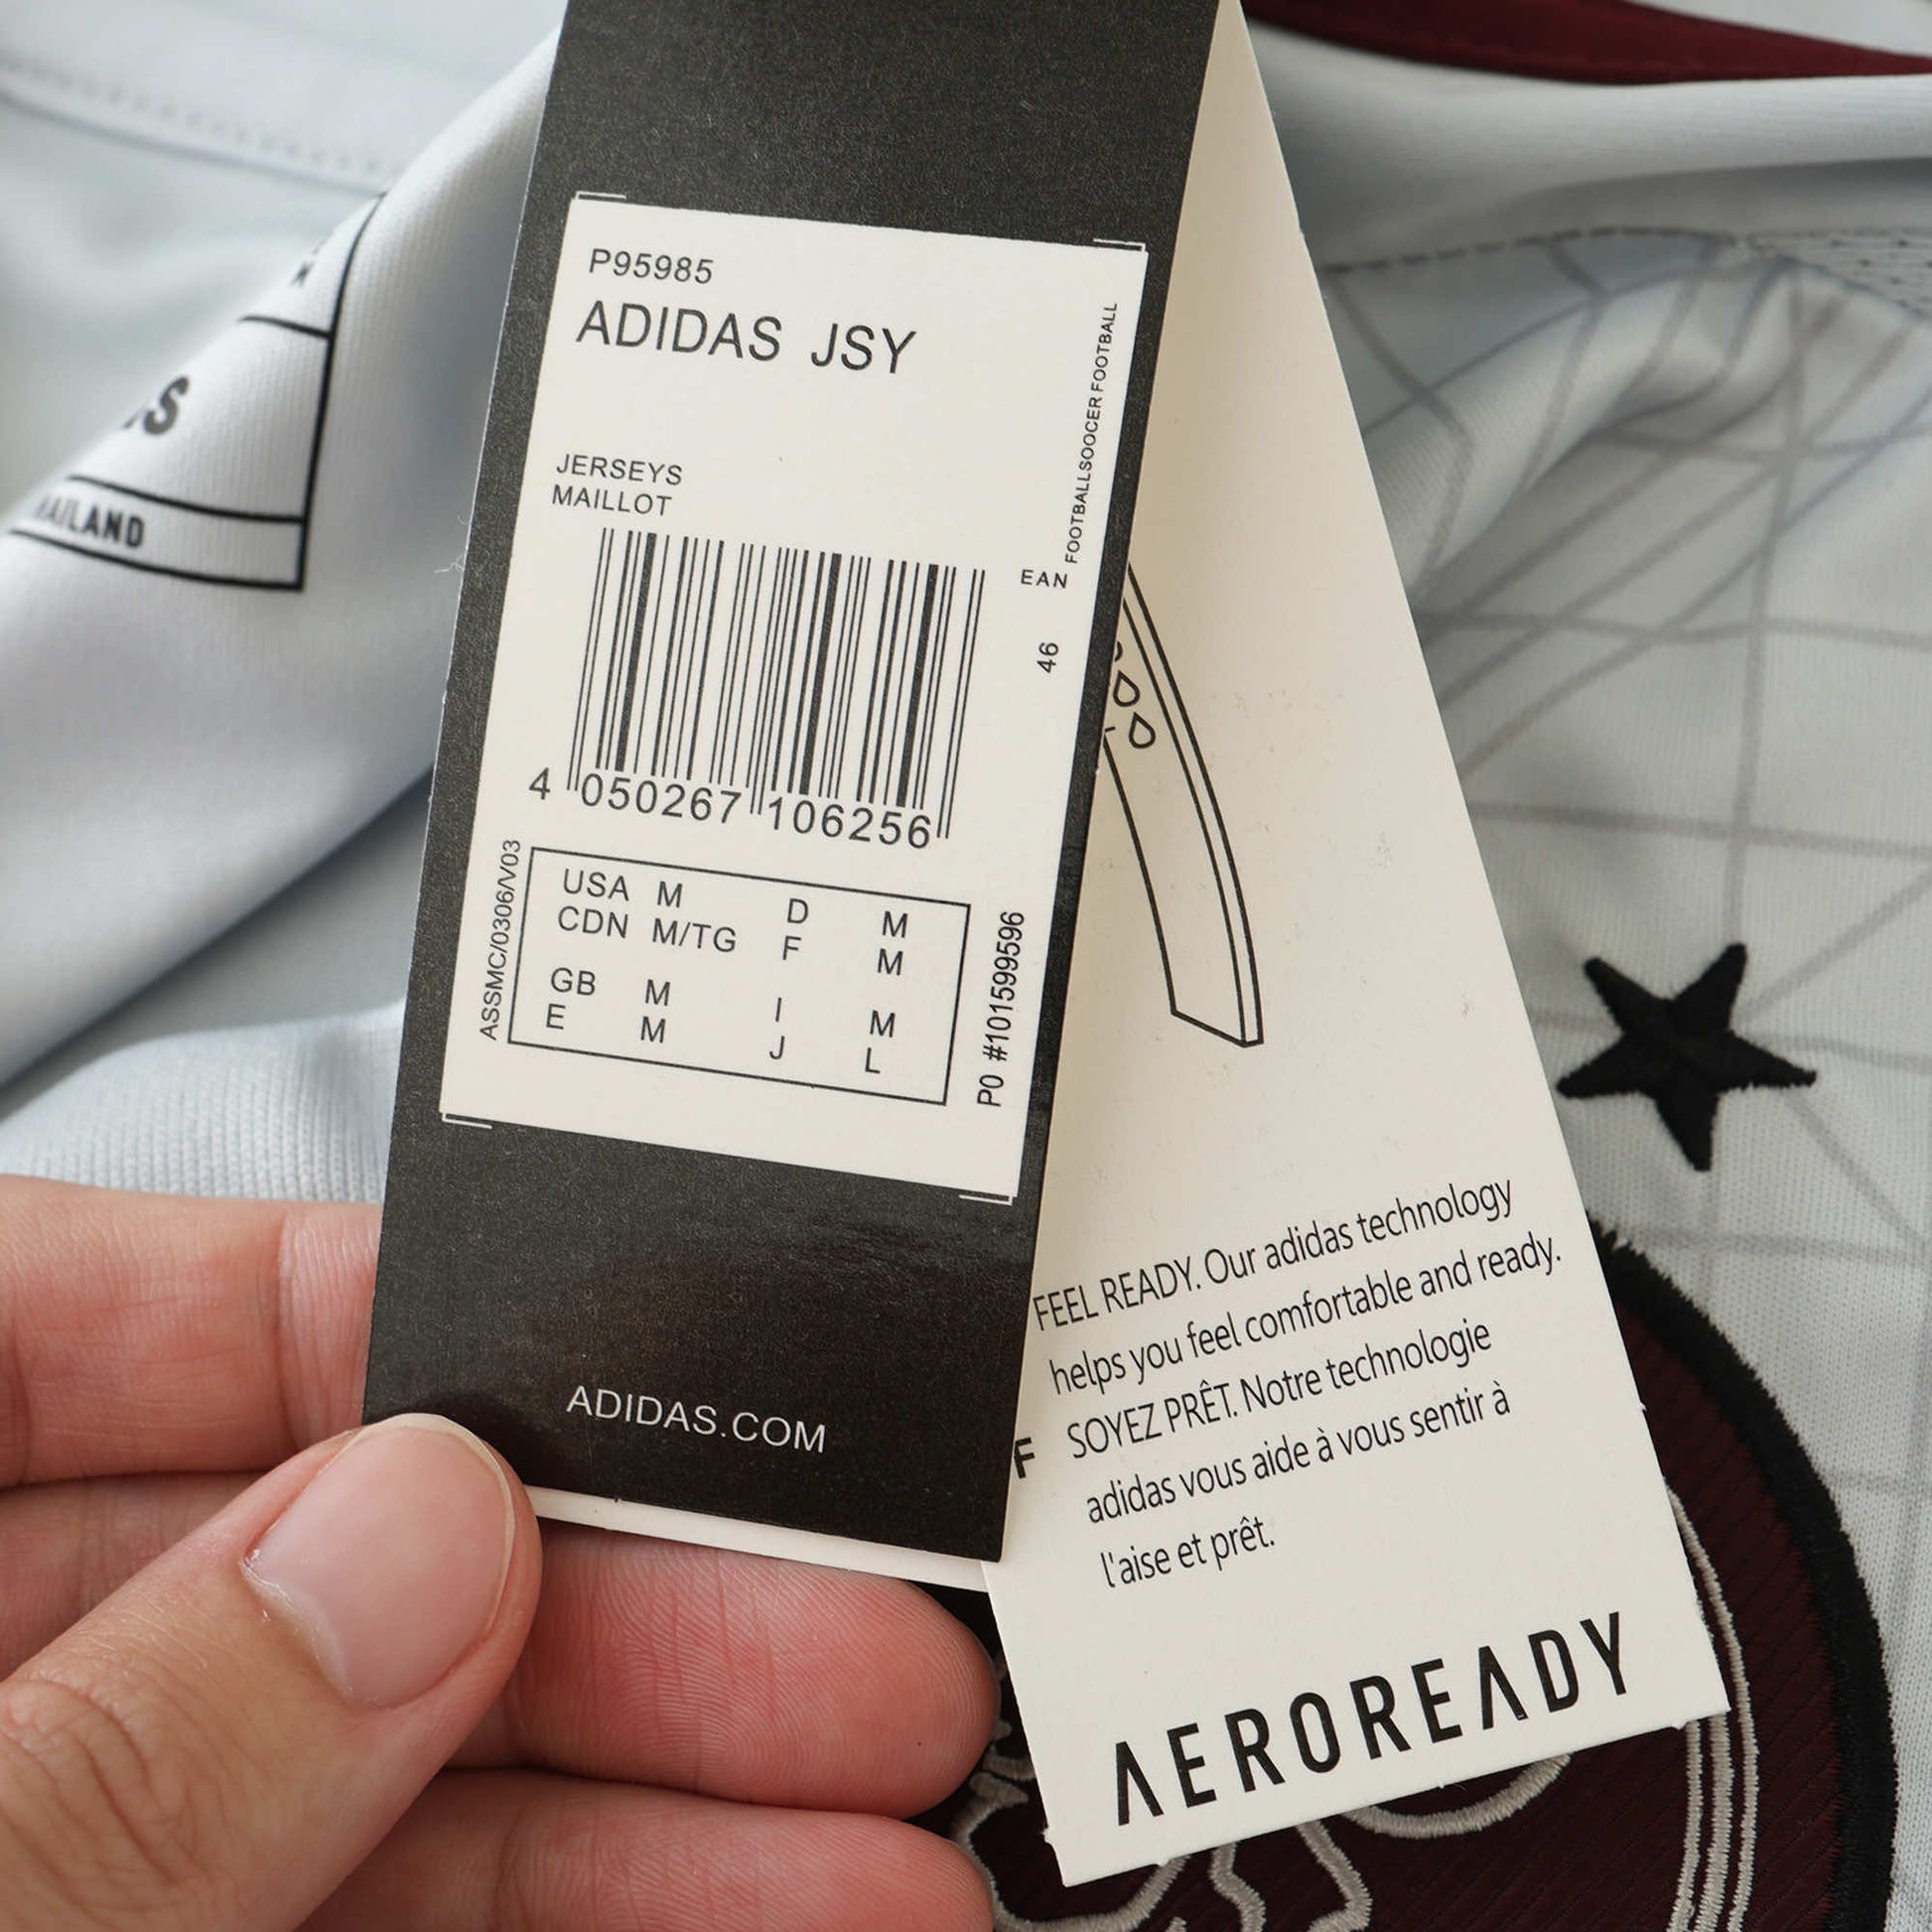 P95985
ADIDAS JSY
FOOTBALLSOOCER FOOTBALL
JERSEYS
MAILLOT
EAN
46
4 050267 106256
ASSMC/0306/V03
USA M D M
CDN M/TG F M
GB M I M
E M J L
PO #101599596
ADIDAS.COM
FEEL READY. Our adidas technology
helps you feel comfortable and ready.
F SOYEZ PRÊT. Notre technologie
adidas vous aide à vous sentir à
l'aise et prêt.
AEROREADY